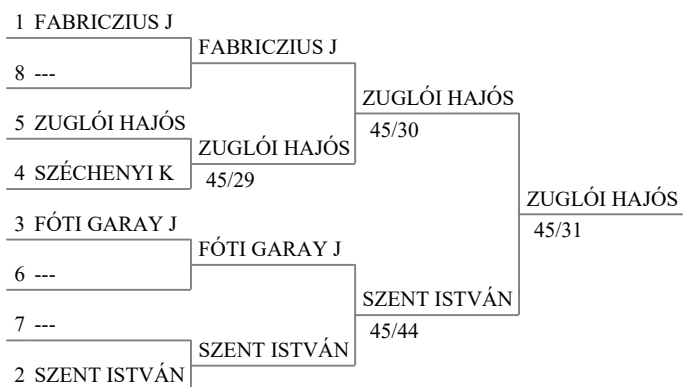 1 FABRICZIUS J
FABRICZIUS J
8 ---
ZUGLÓI HAJÓS
45/30
5 ZUGLÓI HAJÓS
ZUGLÓI HAJÓS
45/29
4 SZÉCHENYI K
ZUGLÓI HAJÓS
45/31
3 FÓTI GARAY J
FÓTI GARAY J
6 ---
SZENT ISTVÁN
45/44
7 ---
SZENT ISTVÁN
2 SZENT ISTVÁN